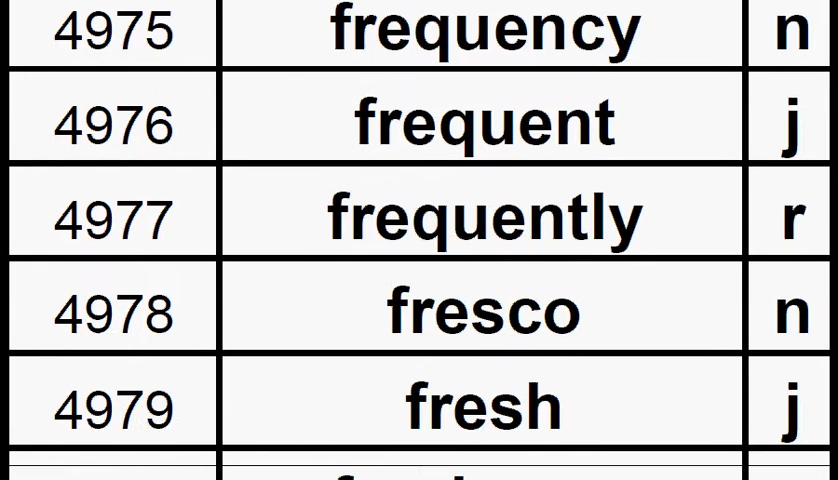 4975 frequency n
4976 frequent j
4977 frequently r
4978 fresco n
4979 fresh j